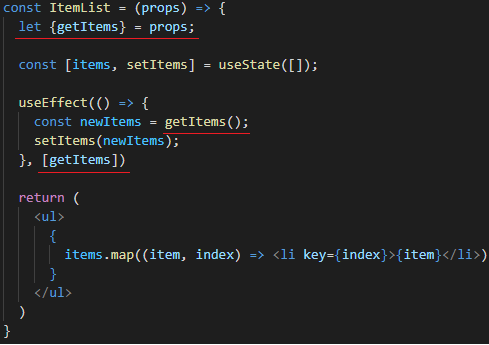 const ItemList = (props) => {
let {getItems} = props;
const [items, setItems] = useState([]);
useEffect(() => {
const newItems = getItems();
setItems(newItems);
}, [getItems])
return (
<ul>
{
items.map((item, index) => <li key={index}>{item}</li>)
}
</ul>
)
}